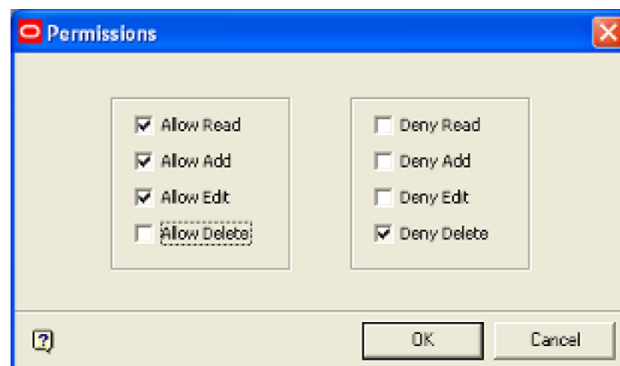 Permissions
Allow Read
Allow Add
Allow Edit
Allow Delete
Deny Read
Deny Add
Deny Edit
Deny Delete
?
OK
Cancel